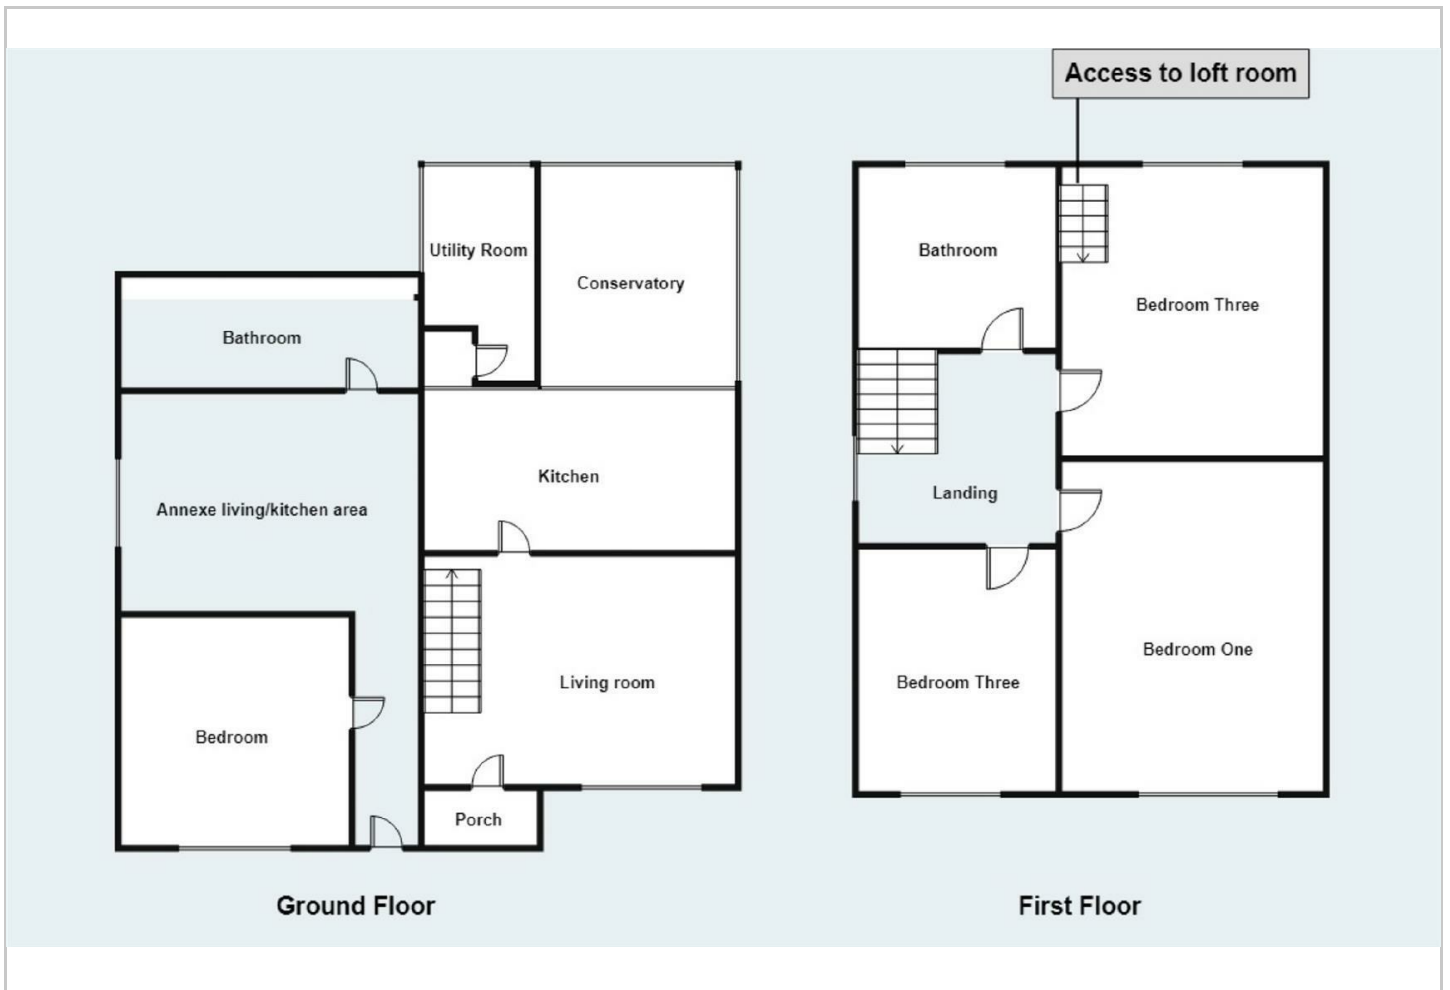 Access to loft room
Utility Room
Conservatory
Bathroom
Annexe living/kitchen area
Kitchen
Bedroom
Living room
Porch
Ground Floor
Bathroom
Bedroom Three
Landing
Bedroom One
Bedroom Three
First Floor